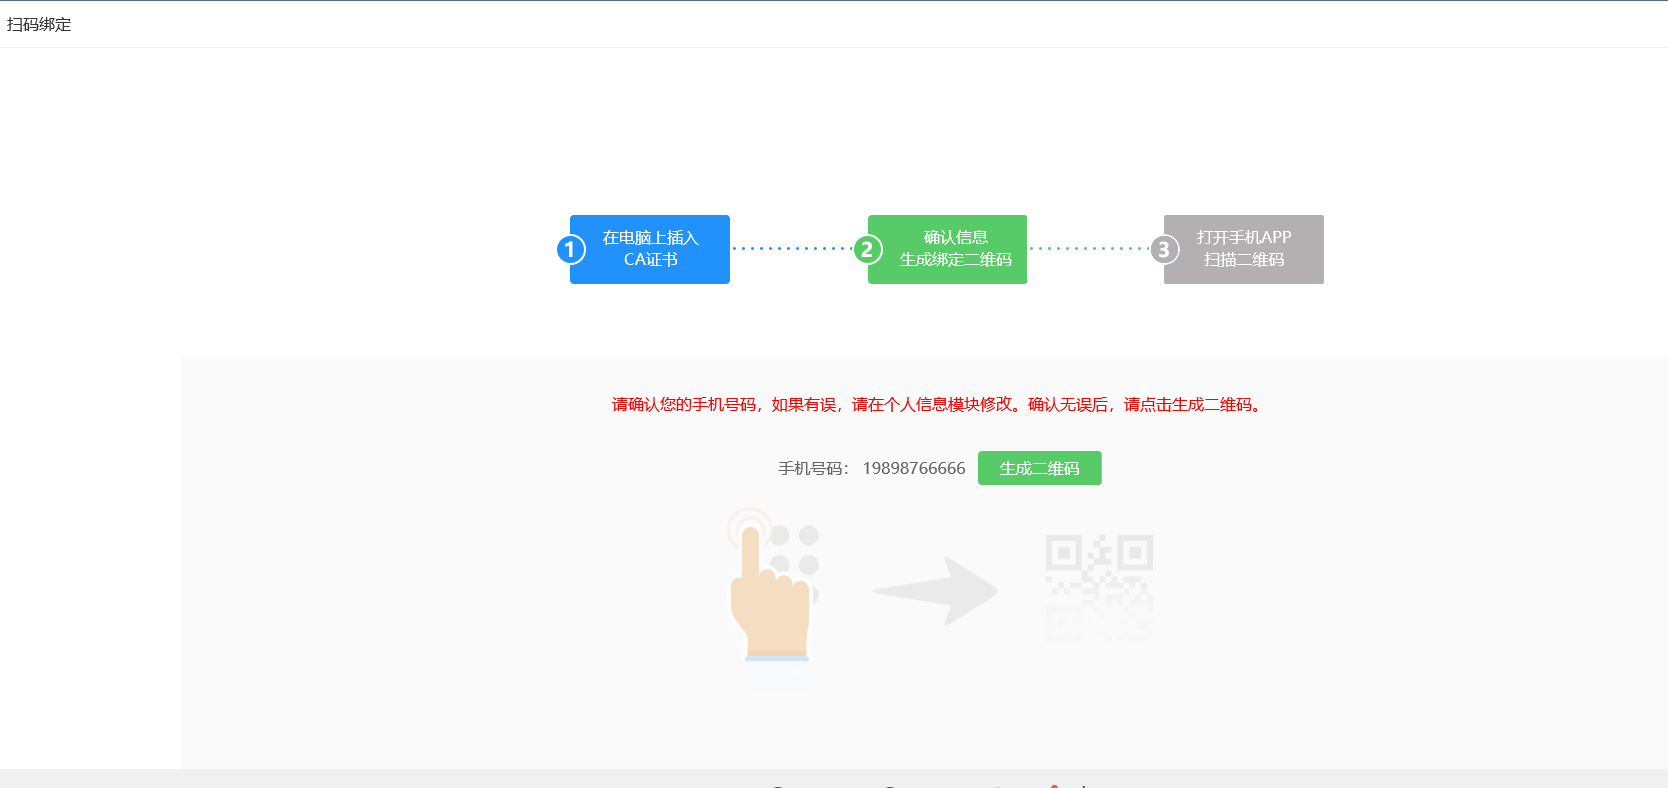 扫码绑定
1
在电脑上插入
CA证书
2
确认信息
生成绑定二维码
3
打开手机APP
扫描二维码
请确认您的手机号码，如果有误，请在个人信息模块修改。确认无误后，请点击生成二维码。
手机号码： 19898766666 生成二维码